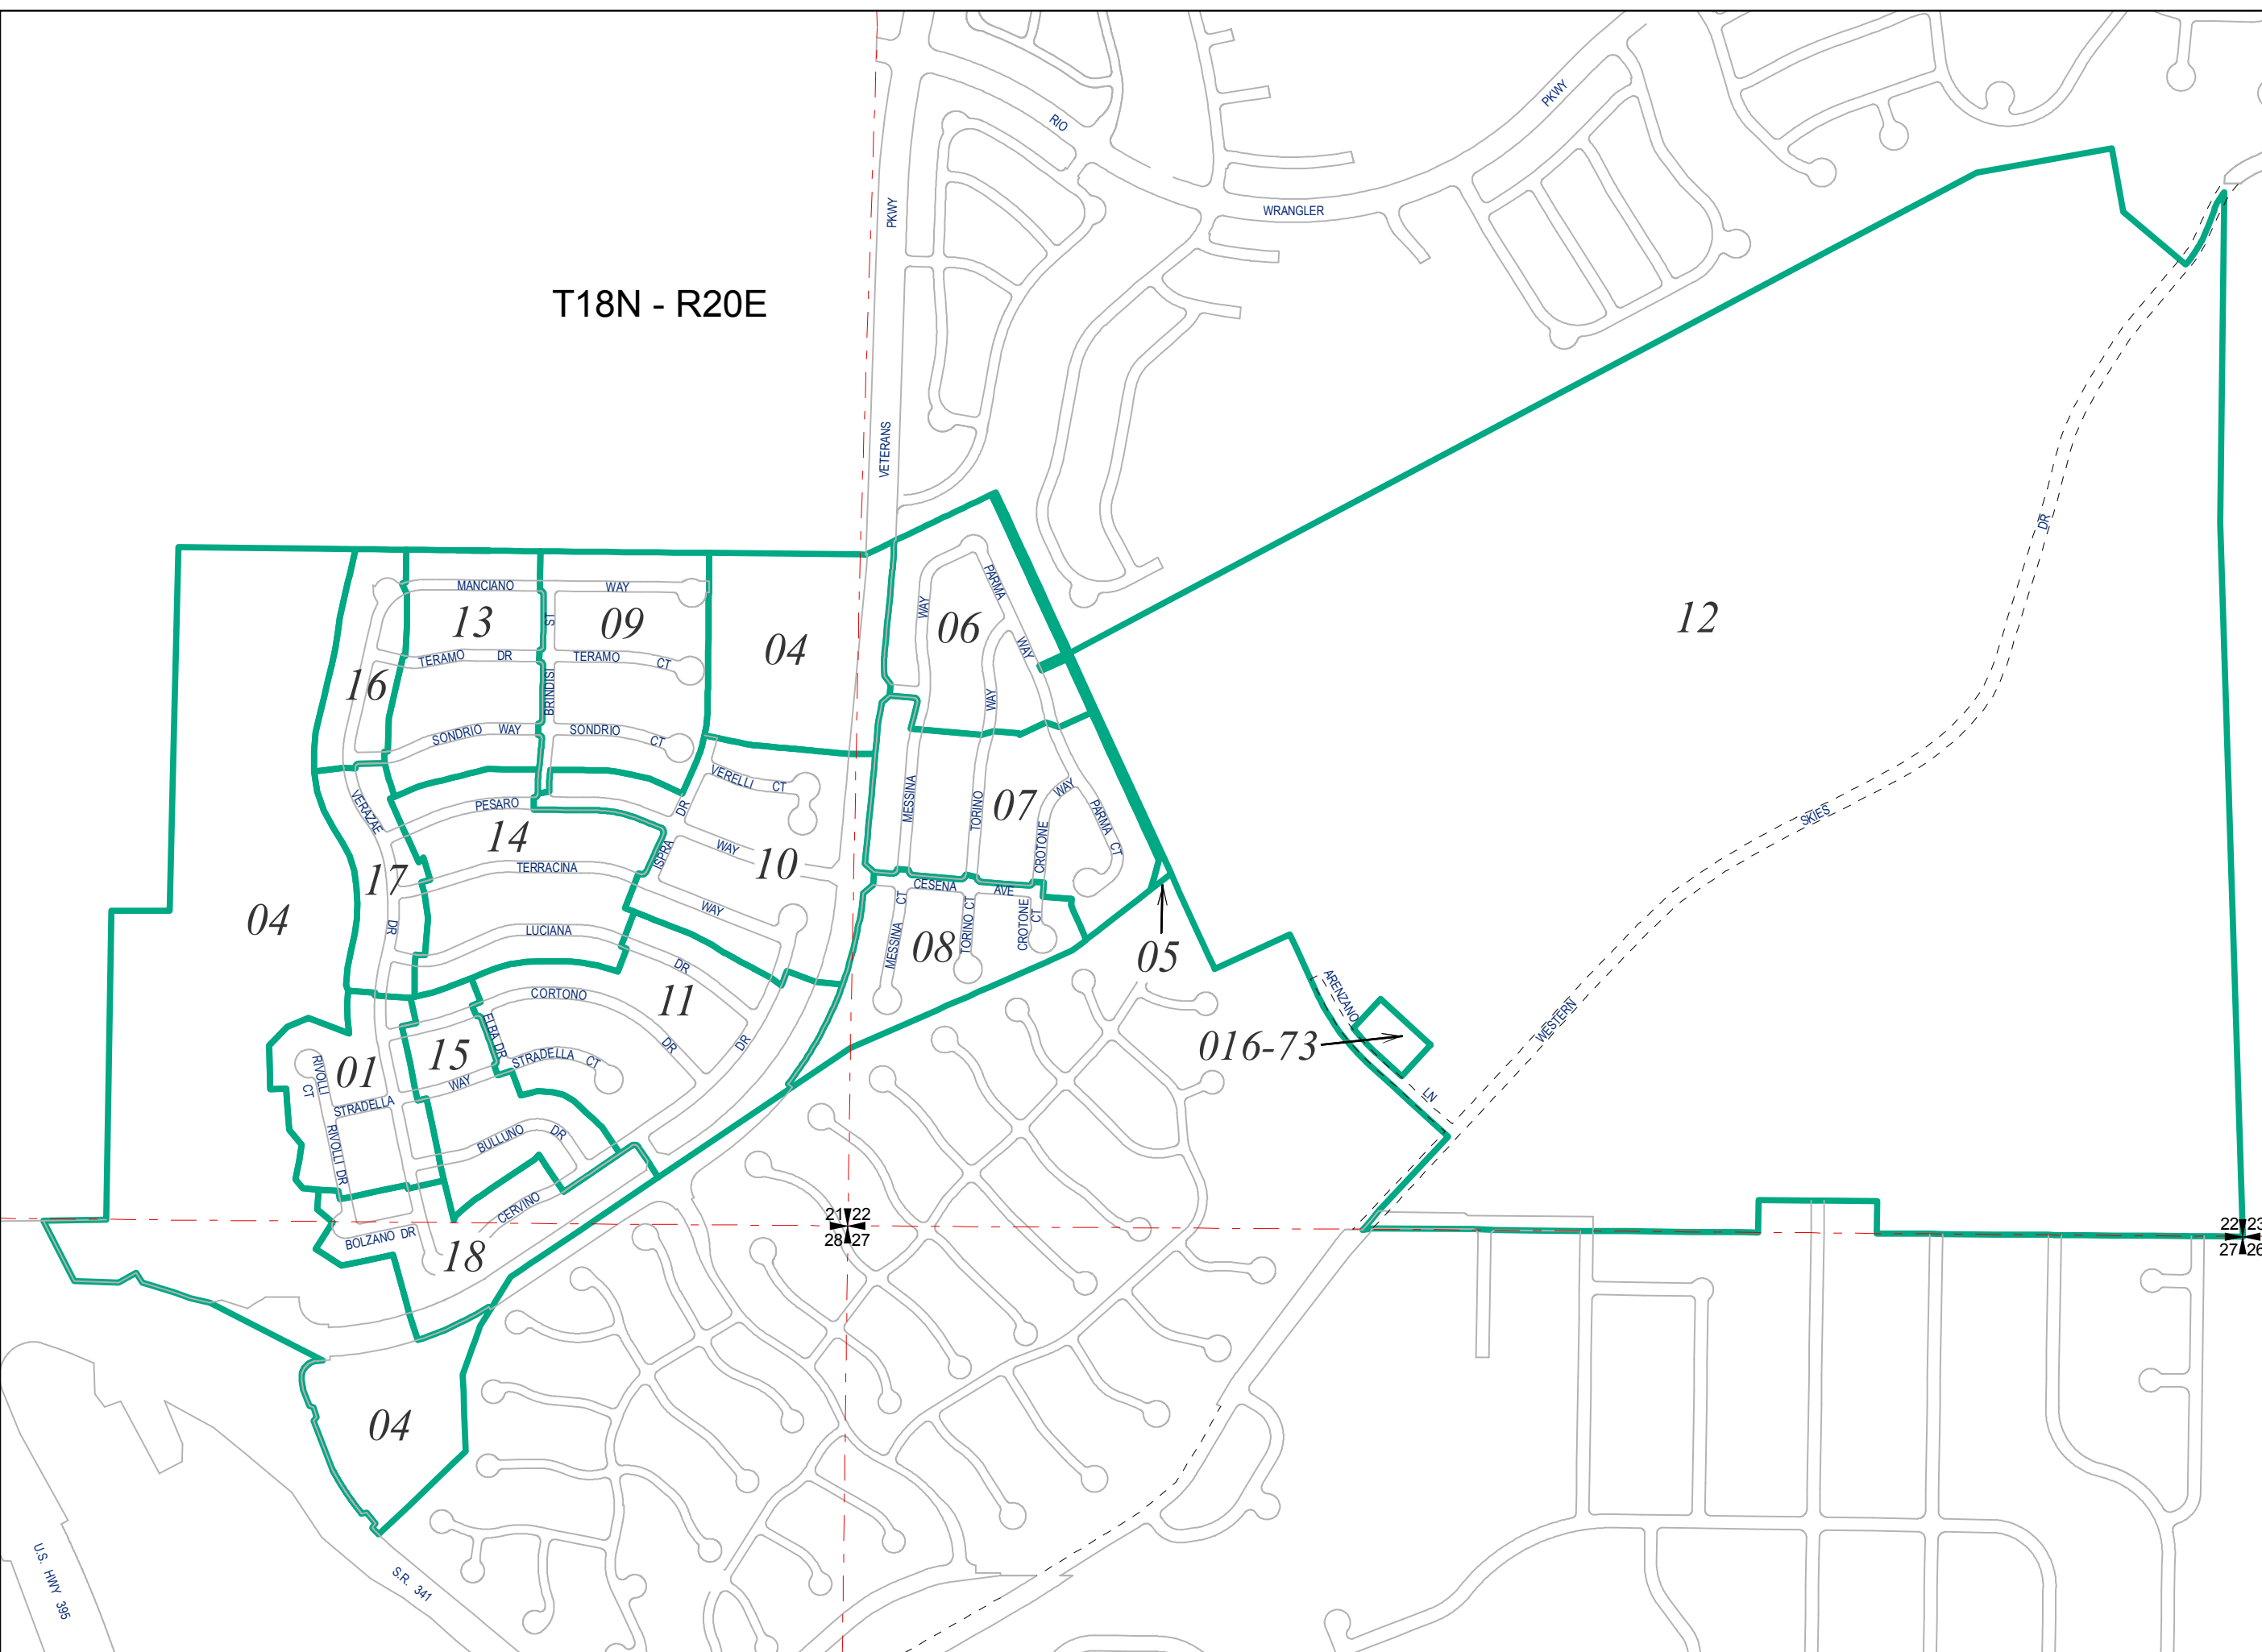 RIO
PKWY
PKWY
WRANGLER
T18N - R20E
VETERANS
DR
MANCIANO
WAY
PARMA
WAY
13
ST
09
WAY
06
12
04
WAY
TERAMO
DR
TERAMO
CT
16
BRINDISI
WAY
SONDRIO
WAY
SONDRIO
CT
VERELLI
CT
PESARO
DR
MESSINA
TORINO
07
WAY
PARMA
CT
VERAZAE
14
SKIES
ISPRA
WAY
10
CROTONE
TERRACINA
17
CESENA
AVE
CT
WAY
04
DR
LUCIANA
MESSINA
08
TORINO CT
CROTONE
CT
05
DR
ARENZANO
CORTONO
11
WESTERN
ELBA DR
DR
DR
016-73
15
STRADELLA
CT
01
RIVOLLI
CT
WAY
LN
STRADELLA
BULLUNO
DR
RIVOLLI DR
CERVINO
21 22
28 27
22 23
27 26
BOLZANO DR
18
04
U.S. HWY 395
S.R. 341